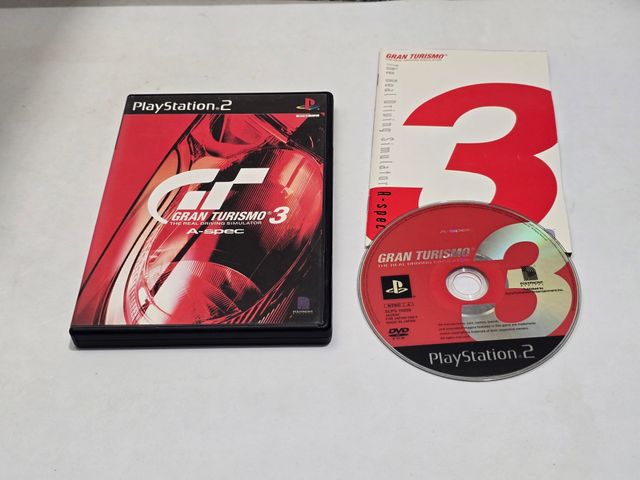 PlayStation 2
GRAN TURISMO 3
THE REAL DRIVING SIMULATOR
A-spec
GRAN TURISMO
The Real Driving Simulator A-spec
A-spec
GRAN TURISMO
THE REAL DRIVING SIMULATOR
3
3
DVD
PlayStation 2